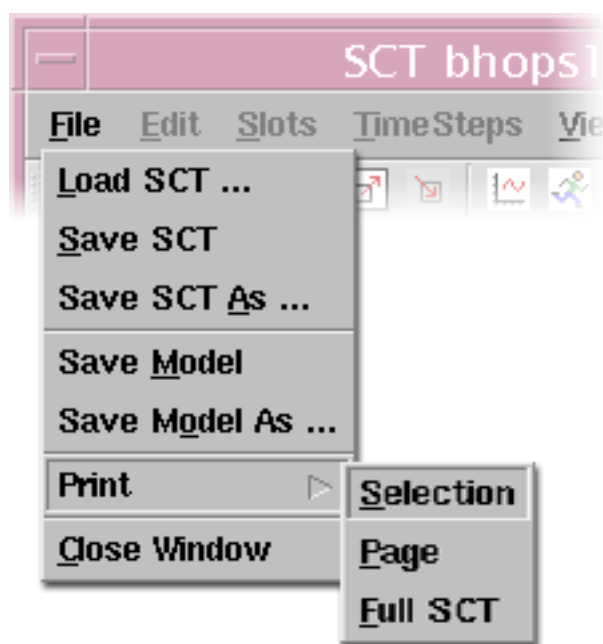 SCT bhops1
File Edit Slots TimeSteps Vie
Load SCT ...
Save SCT
Save SCT As ...
Save Model
Save Model As ...
Print
Selection
Close Window
Page
Full SCT